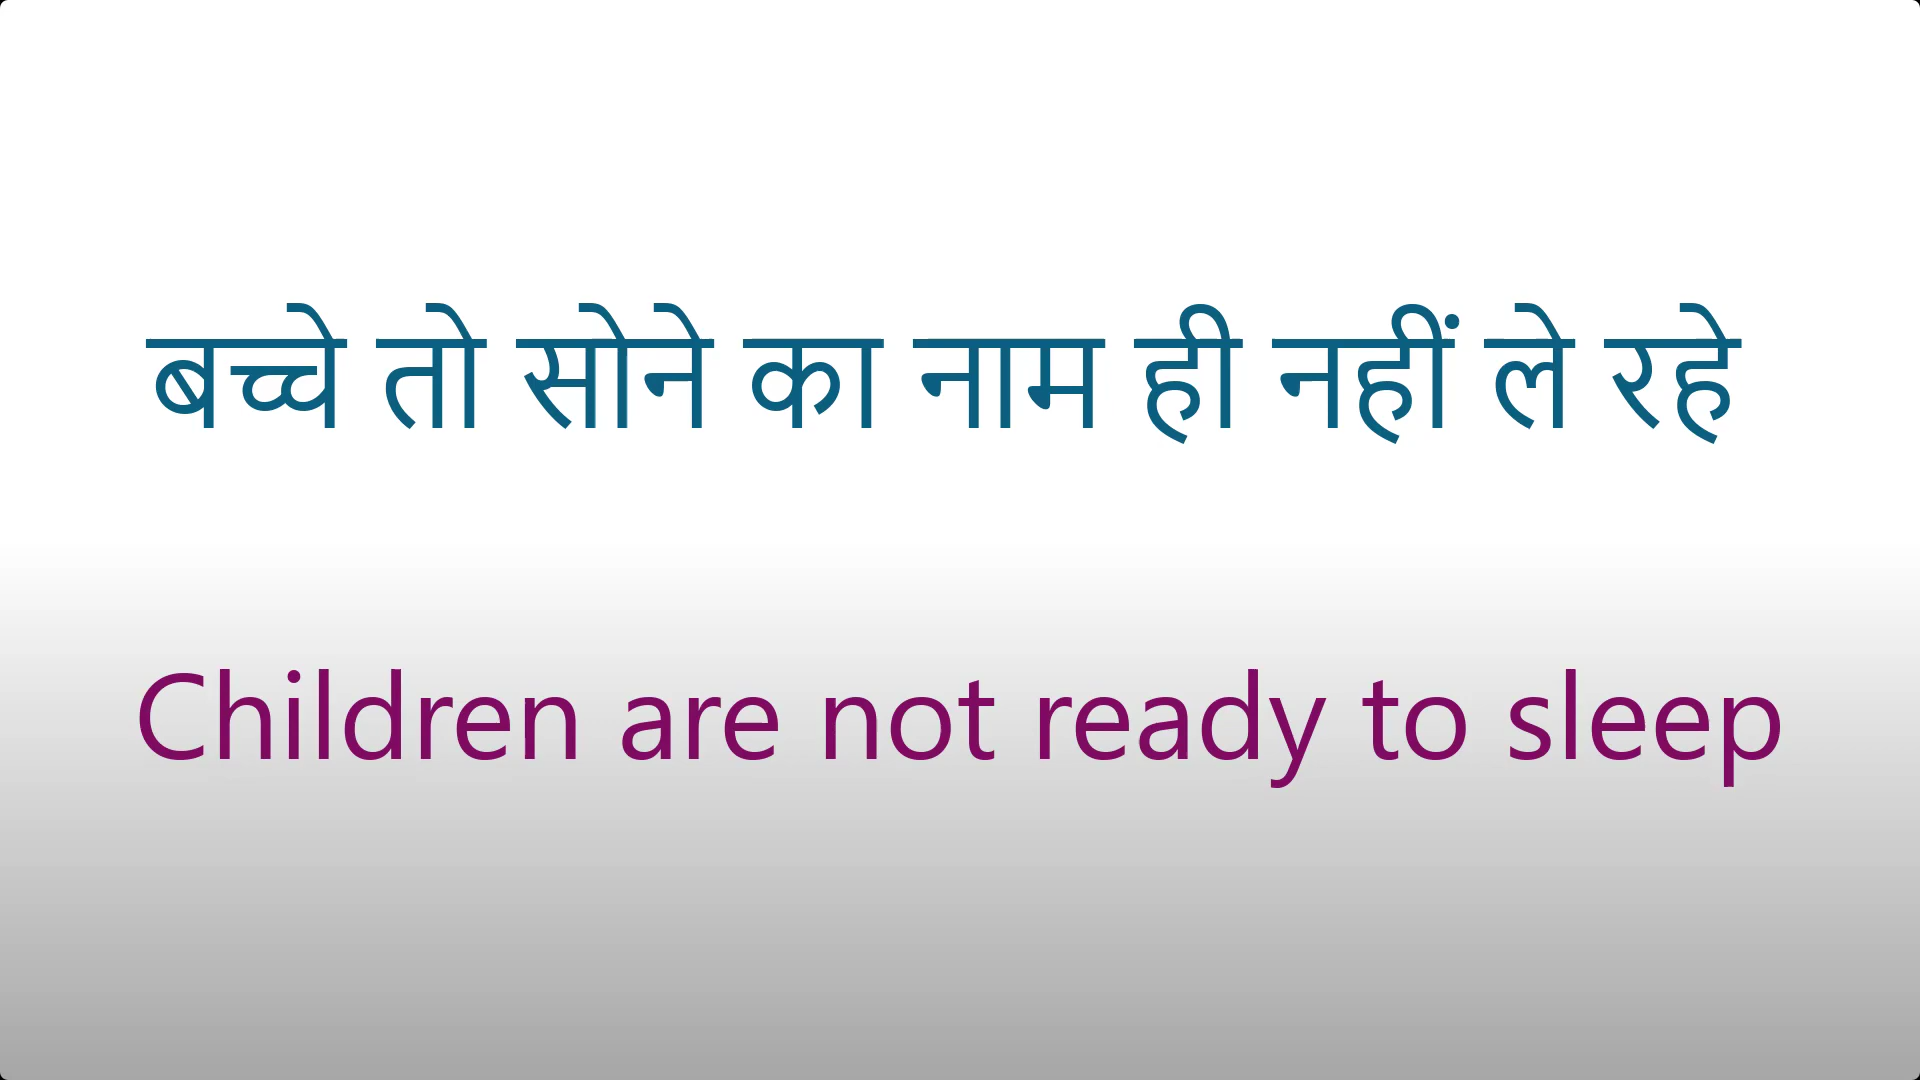 बच्चे तो सोने का नाम ही नहीं ले रहे
Children are not ready to sleep